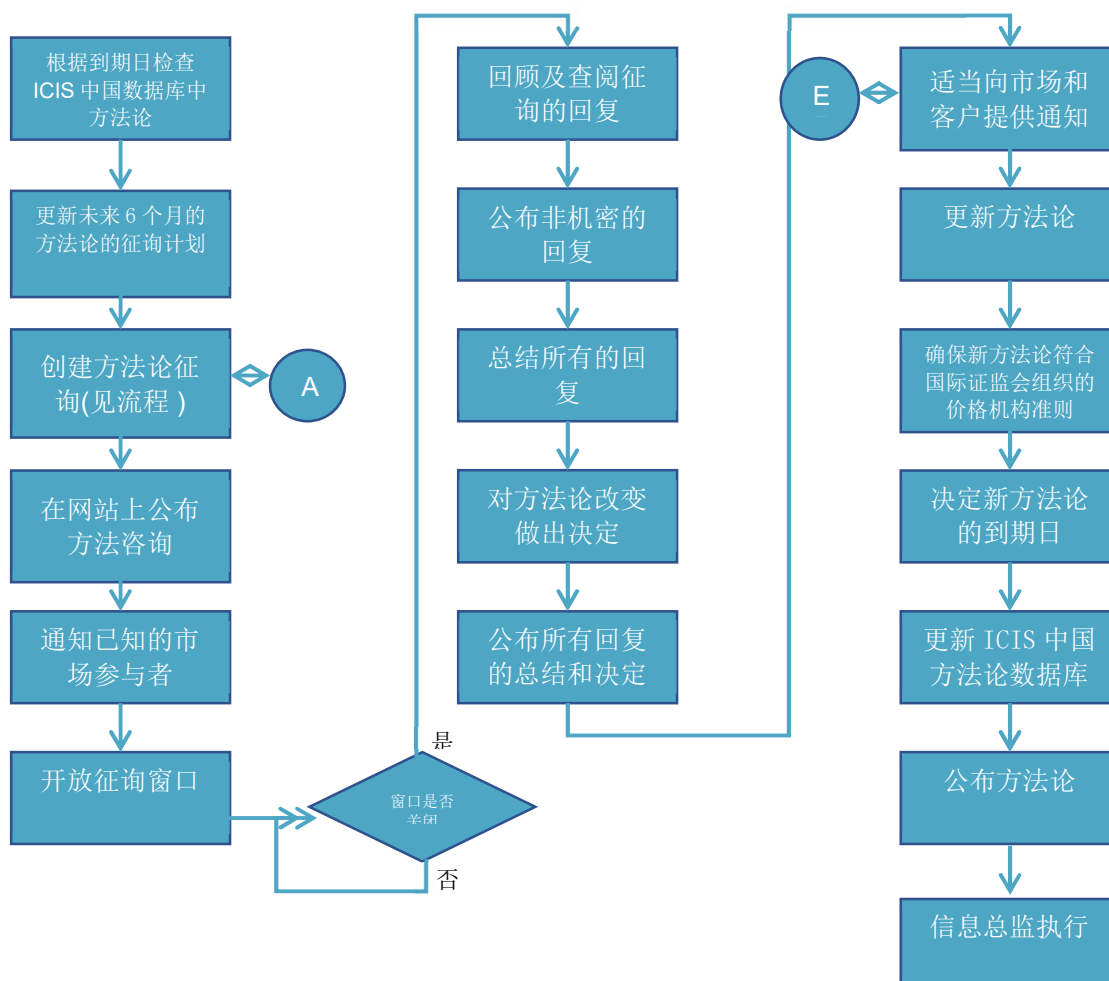 根据到期日检查
ICIS 中国数据库中
方法论
更新未来 6 个月的
方法论的征询计划
创建方法论征
询(见流程 )
A
在网站上公布
方法咨询
通知已知的市
场参与者
开放征询窗口
窗口是否
关闭
是
否
回顾及查阅征
询的回复
公布非机密的
回复
总结所有的回
复
对方法论改变
做出决定
公布所有回复
的总结和决定
E
适当向市场和
客户提供通知
更新方法论
确保新方法论符合
国际证监会组织的
价格机构准则
决定新方法论
的到期日
更新 ICIS 中国
方法论数据库
公布方法论
信息总监执行